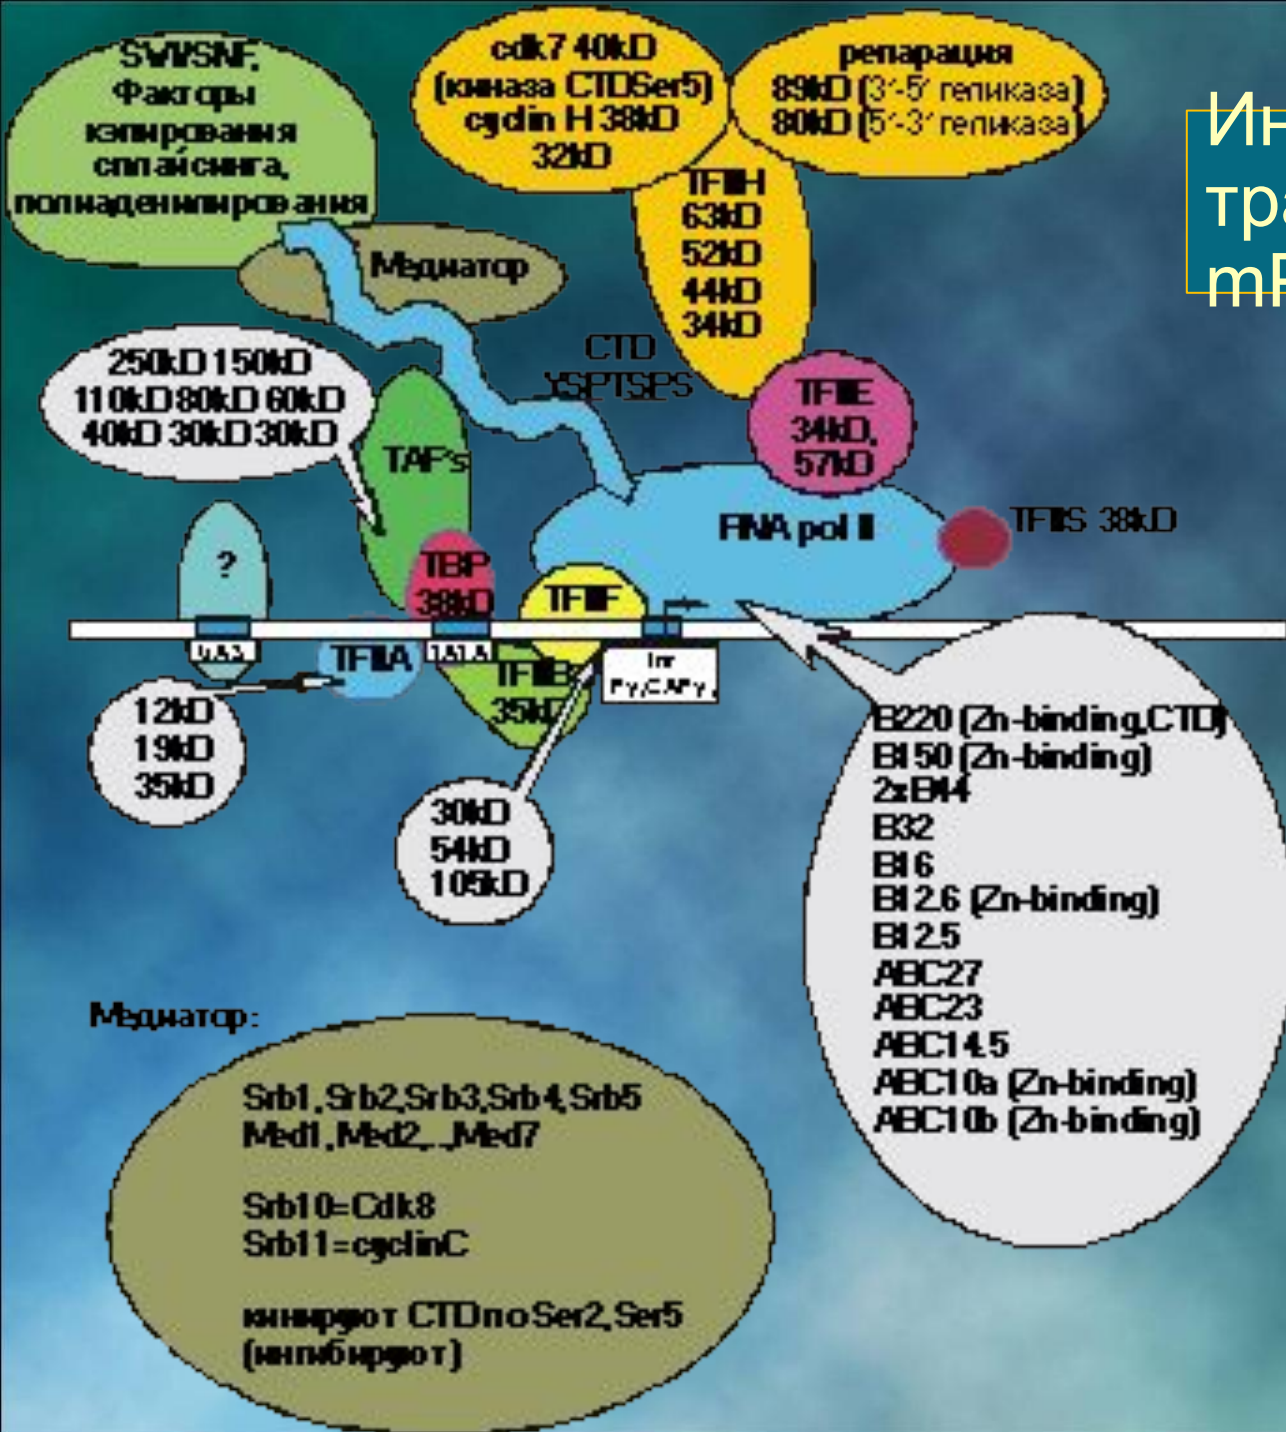 SWI/SNF,
Факторы
кэпирования
сплайсинга,
полиаденилирования
cdk7 40kD
(киназа CTDSer5)
cyclin H 38kD
32kD
репарация
89kD (3'-5' геликаза)
80kD (5'-3' геликаза)
Ин
тра
mР
TFIIH
63kD
52kD
44kD
34kD
Медиатор
CTD
YSPTSPS
250kD 150kD
110kD 80kD 60kD
40kD 30kD 30kD
TAF's
TFIIE
34kD,
57kD
RNA pol II
TFIIS 38kD
?
TBP
38kD
TFIIF
TFIIA
TATA
TFIIB
35kD
Inr
12kD
19kD
35kD
30kD
54kD
105kD
B220 (Zn-binding,CTD)
B150 (Zn-binding)
2xB44
B32
B16
B12.6 (Zn-binding)
B12.5
ABC27
ABC23
ABC14.5
ABC10a (Zn-binding)
ABC10b (Zn-binding)
Медиатор:
Srb1,Srb2,Srb3,Srb4,Srb5
Med1,Med2,..,Med7
Srb10=Cdk8
Srb11=cyclinC
кинируют CTD по Ser2,Ser5
(ингибируют)